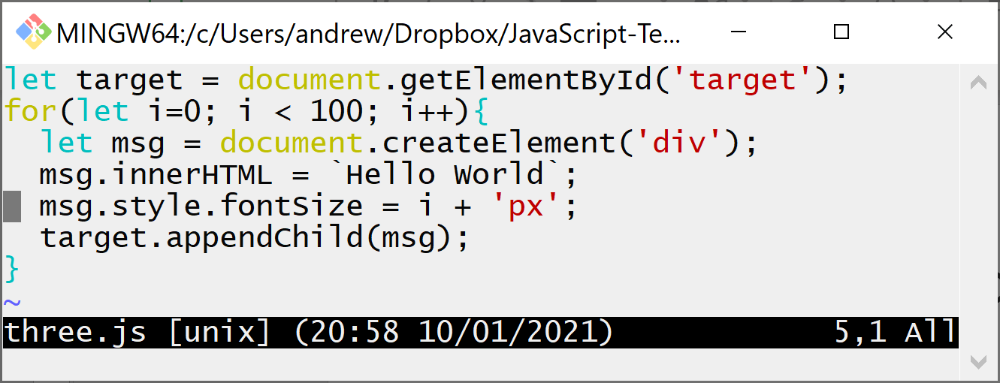 MINGW64:/c/Users/andrew/Dropbox/JavaScript-Te...
let target = document.getElementById('target');
for(let i=0; i < 100; i++){
  let msg = document.createElement('div');
  msg.innerHTML = `Hello World`;
  msg.style.fontSize = i + 'px';
  target.appendChild(msg);
}
~
three.js [unix] (20:58 10/01/2021) 5,1 All